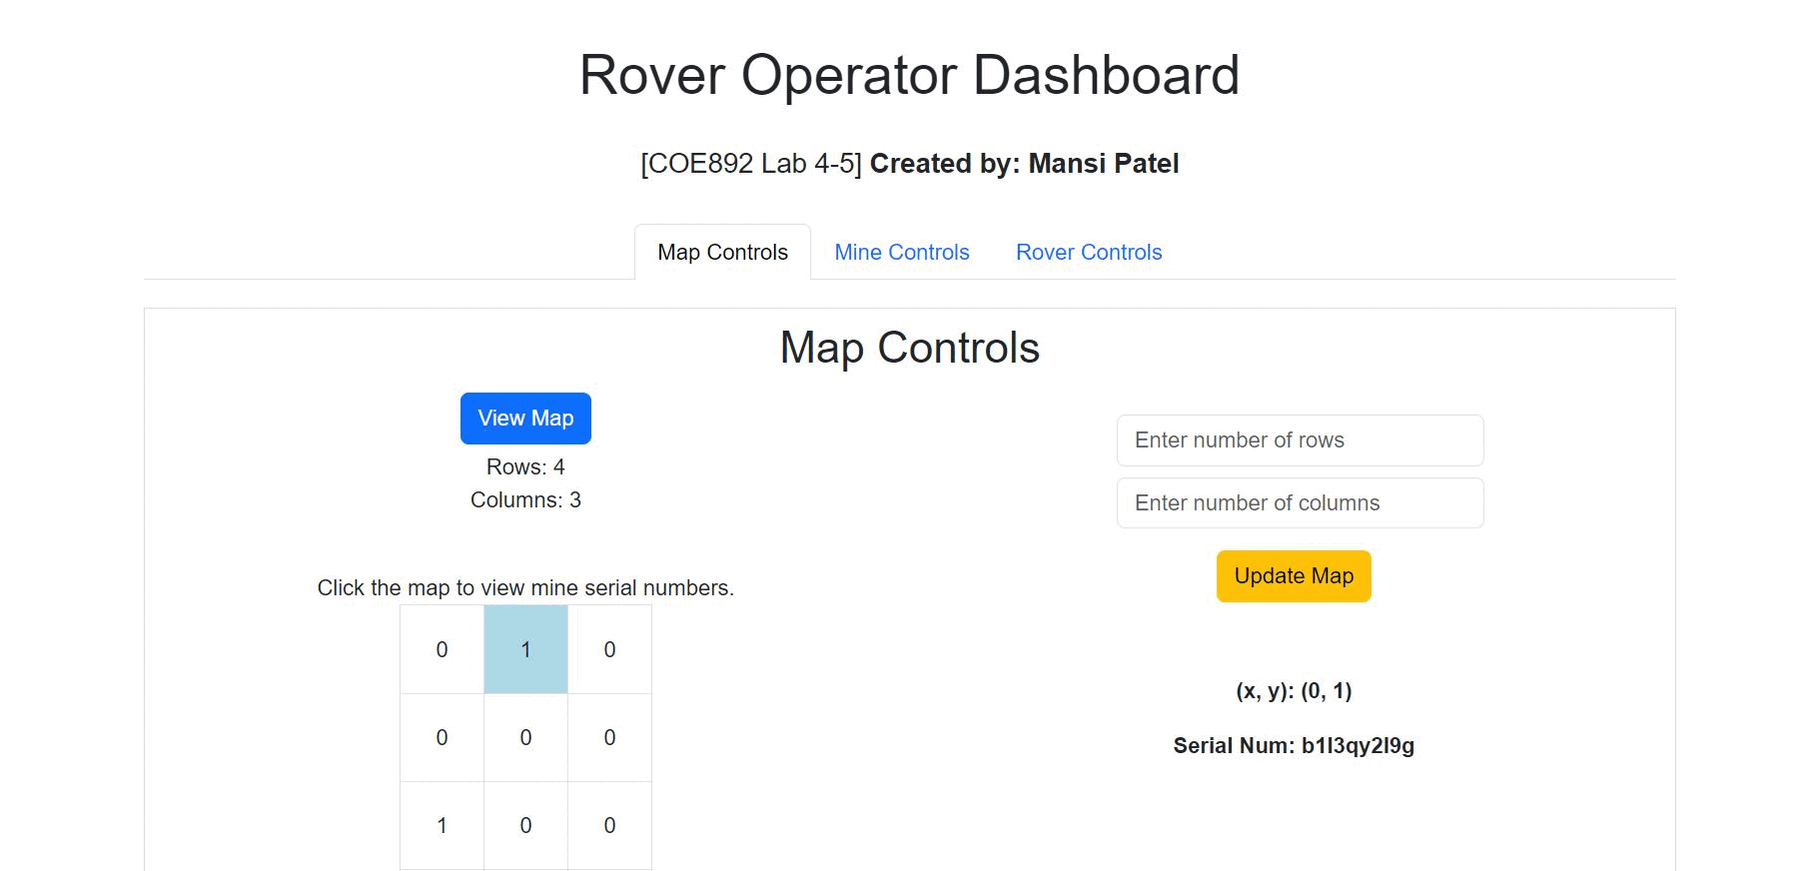 Rover Operator Dashboard
[COE892 Lab 4-5] Created by: Mansi Patel
Map Controls
Mine Controls
Rover Controls
Map Controls
View Map
Rows: 4
Columns: 3
Enter number of rows
Enter number of columns
Update Map
Click the map to view mine serial numbers.
0 1 0
0 0 0
1 0 0
(x, y): (0, 1)
Serial Num: b1l3qy2l9g